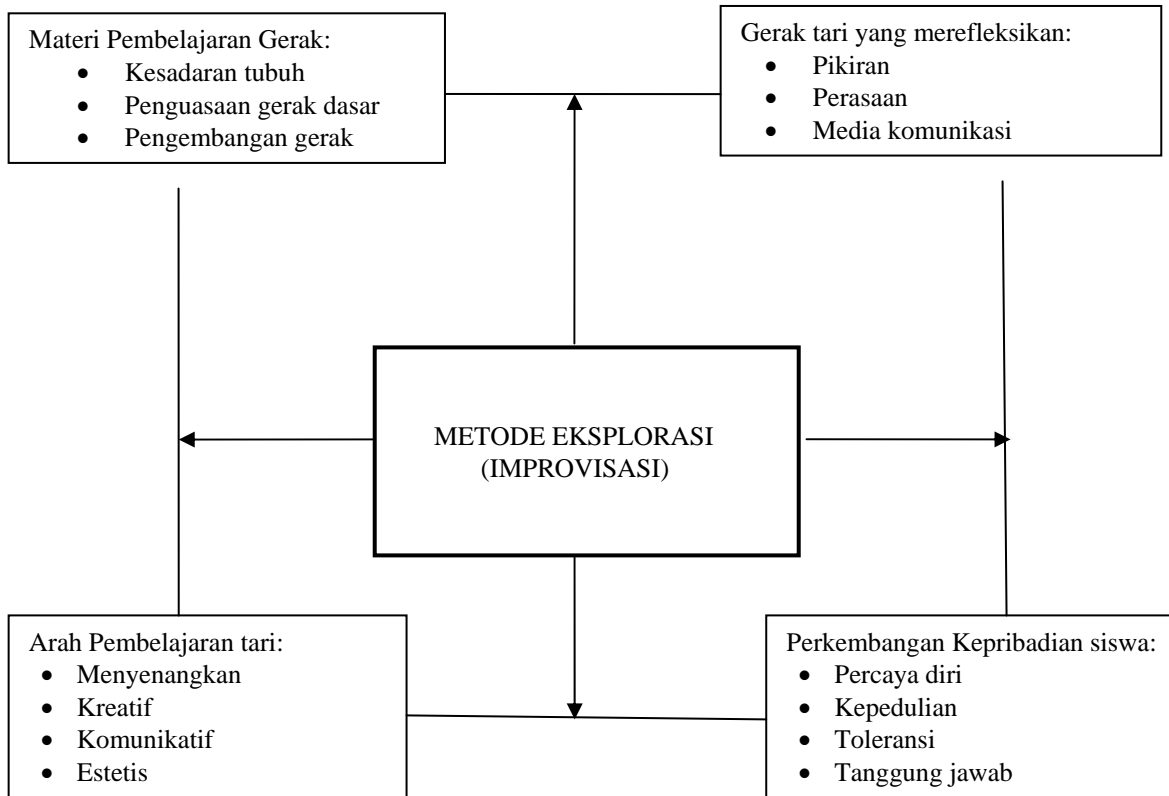 Materi Pembelajaran Gerak:
• Kesadaran tubuh
• Penguasaan gerak dasar
• Pengembangan gerak
Gerak tari yang merefleksikan:
• Pikiran
• Perasaan
• Media komunikasi
METODE EKSPLORASI
(IMPROVISASI)
Arah Pembelajaran tari:
• Menyenangkan
• Kreatif
• Komunikatif
• Estetis
Perkembangan Kepribadian siswa:
• Percaya diri
• Kepedulian
• Toleransi
• Tanggung jawab